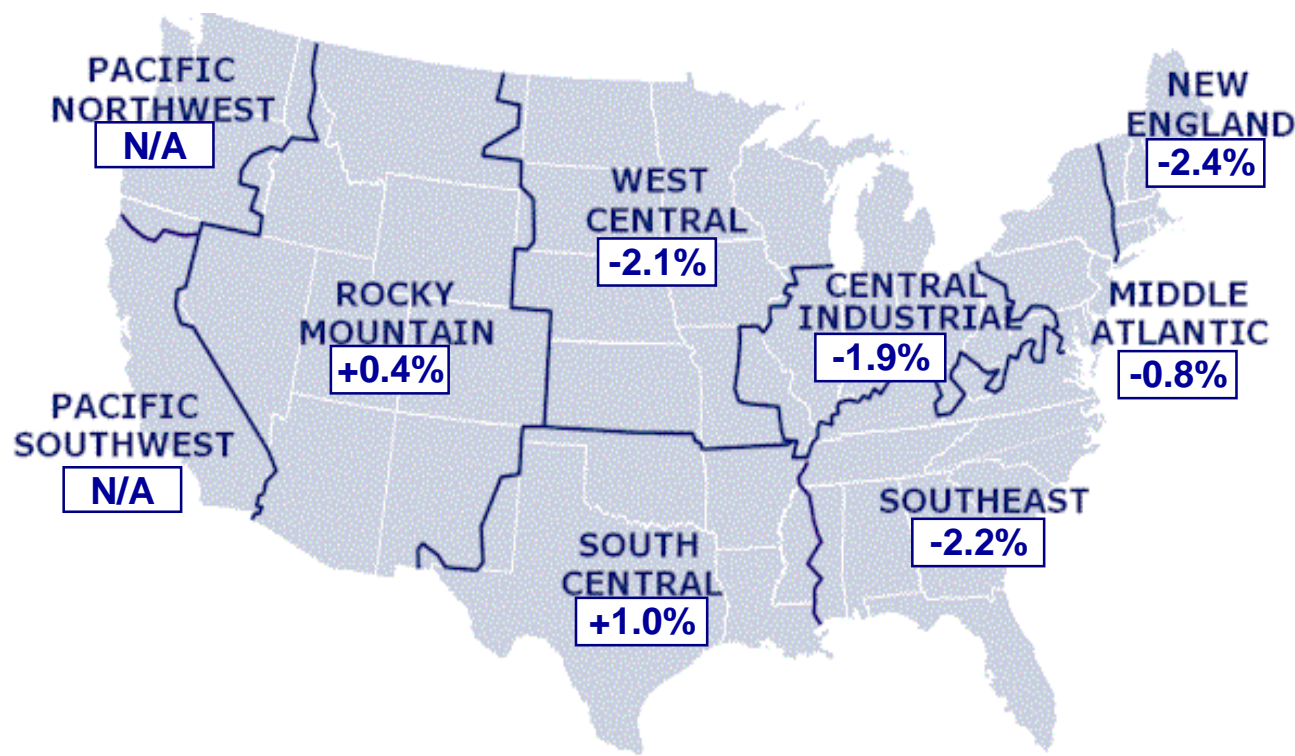 PACIFIC
NORTHWEST
N/A
NEW
ENGLAND
-2.4%
WEST
CENTRAL
-2.1%
ROCKY
MOUNTAIN
+0.4%
CENTRAL
INDUSTRIAL
-1.9%
MIDDLE
ATLANTIC
-0.8%
PACIFIC
SOUTHWEST
N/A
SOUTHEAST
-2.2%
SOUTH
CENTRAL
+1.0%